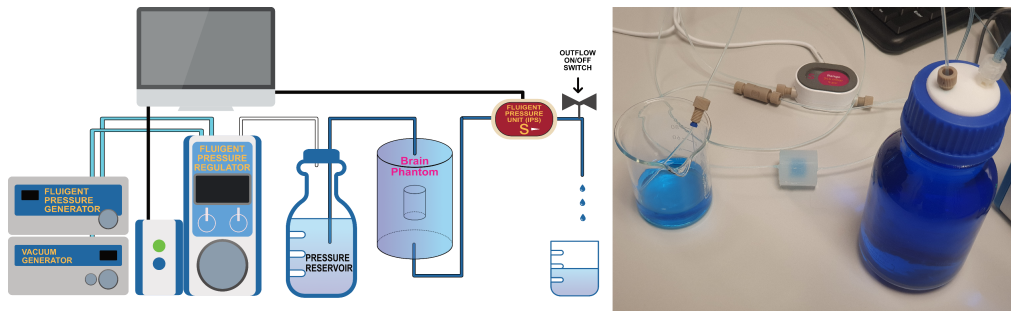 OUTFLOW
ON/OFF
SWITCH
FLUIGENT
PRESSURE
UNIT (IPS)
S
FLUIGENT
PRESSURE
REGULATOR
Brain
Phantom
FLUIGENT
PRESSURE
GENERATOR
VACUUM
GENERATOR
PRESSURE
RESERVOIR